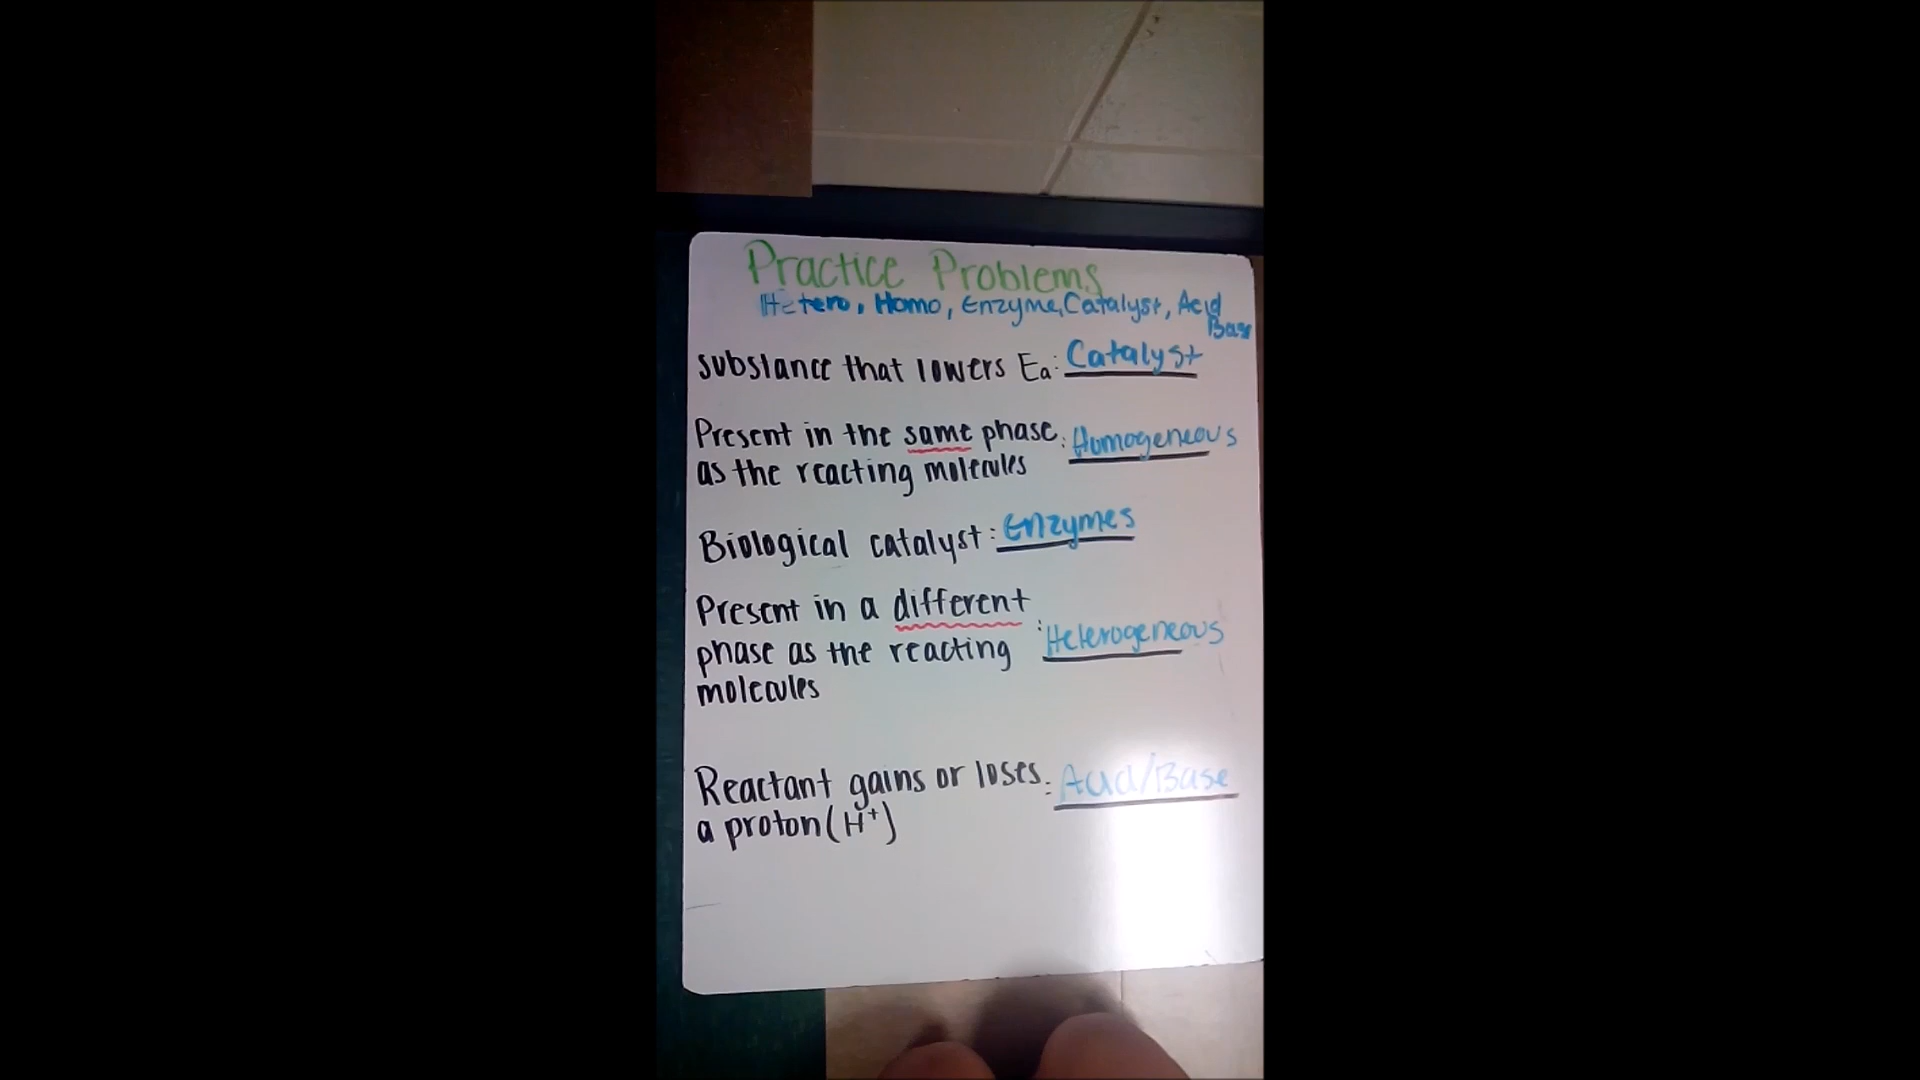 Practice Problems
Hetero, Homo, Enzyme, Catalyst, Acid
Base
substance that lowers Ea: Catalyst
Present in the same phase: Homogeneous
as the reacting molecules
Biological catalyst: Enzymes
Present in a different
phase as the reacting : Heterogeneous
molecules
Reactant gains or loses: Acid/Base
a proton (H+)